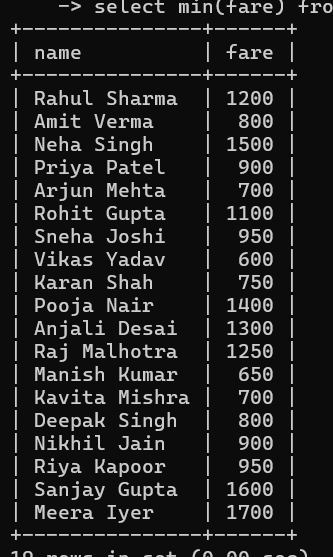 -> select min(fare) fro
+---------------+------+
| name          | fare |
+---------------+------+
| Rahul Sharma  | 1200 |
| Amit Verma    |  800 |
| Neha Singh    | 1500 |
| Priya Patel   |  900 |
| Arjun Mehta   |  700 |
| Rohit Gupta   | 1100 |
| Sneha Joshi   |  950 |
| Vikas Yadav   |  600 |
| Karan Shah    |  750 |
| Pooja Nair    | 1400 |
| Anjali Desai  | 1300 |
| Raj Malhotra  | 1250 |
| Manish Kumar  |  650 |
| Kavita Mishra |  700 |
| Deepak Singh  |  800 |
| Nikhil Jain   |  900 |
| Riya Kapoor   |  950 |
| Sanjay Gupta  | 1600 |
| Meera Iyer    | 1700 |
+---------------+------+
19 rows in set (0.00 sec)